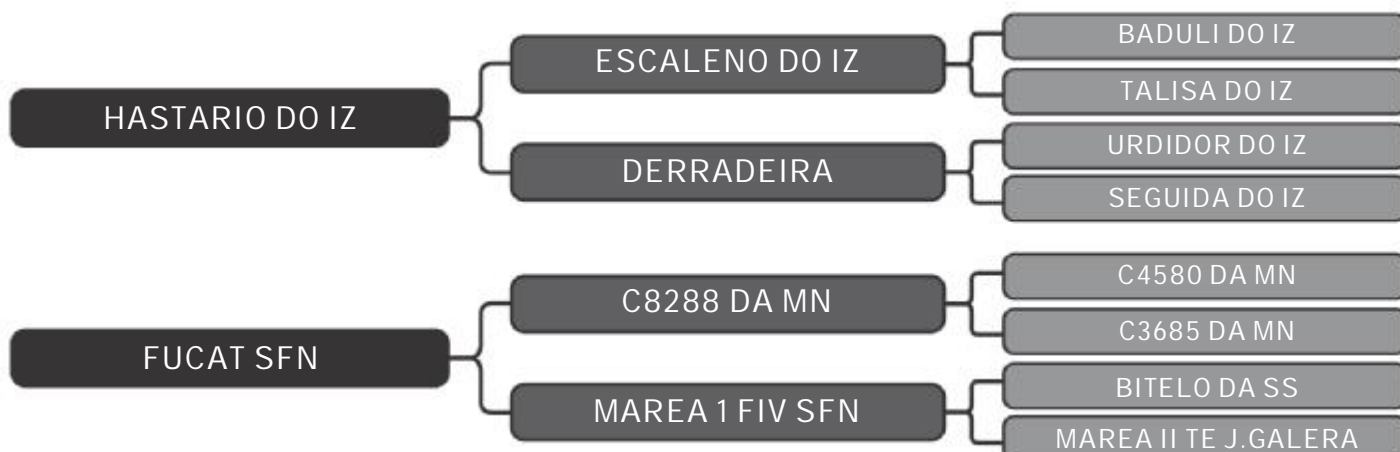 HASTARIO DO IZ
ESCALENO DO IZ
BADULI DO IZ
TALISA DO IZ
DERRADEIRA
URDIDOR DO IZ
SEGUIDA DO IZ
FUCAT SFN
C8288 DA MN
C4580 DA MN
C3685 DA MN
MAREA 1 FIV SFN
BITELO DA SS
MAREA II TE J.GALERA